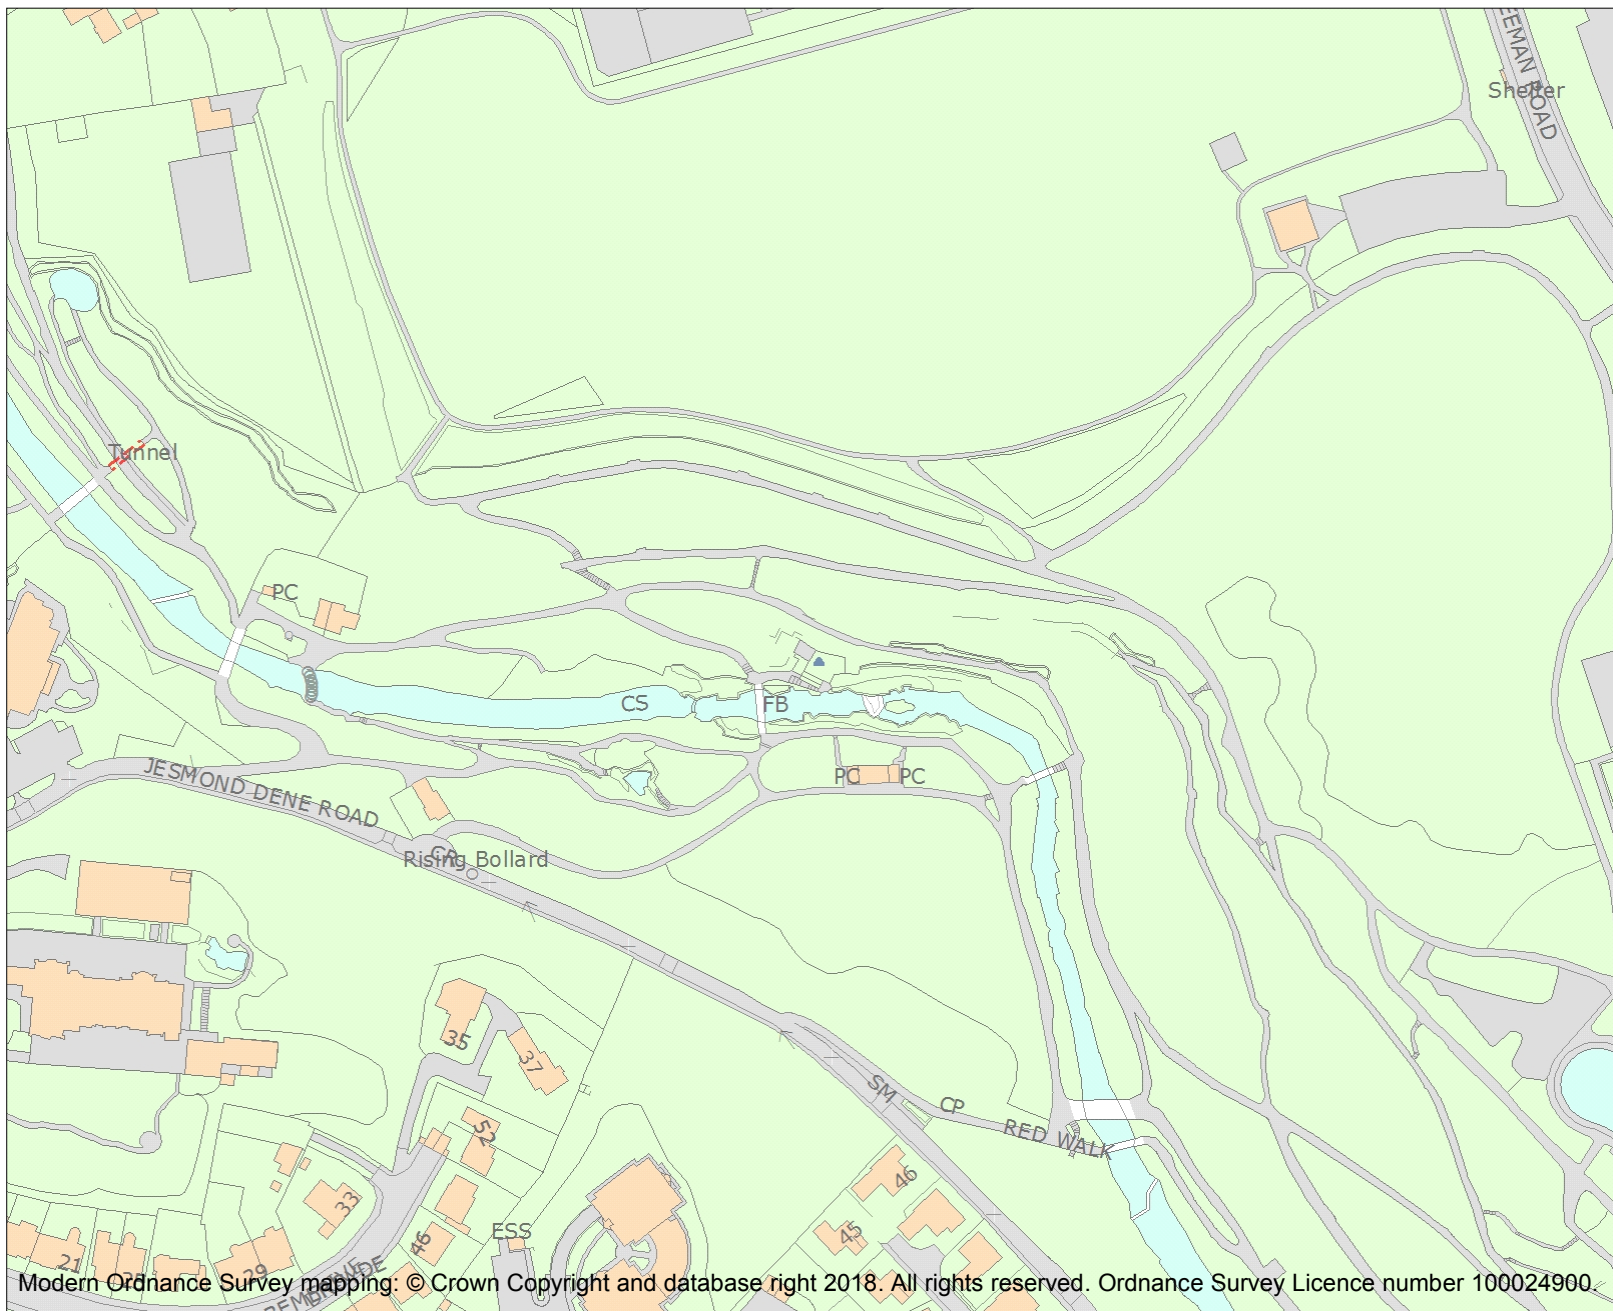 EEMAN ROAD
Shelter
Tunnel
PC
CS
FB
PC
PC
JESMOND DENE ROAD
Rising Bollard
35
37
SM
CP
RED WALK
52
33
46
46
45
ESS
21
29
Modern Ordnance Survey mapping: © Crown Copyright and database right 2018. All rights reserved. Ordnance Survey Licence number 100024900.